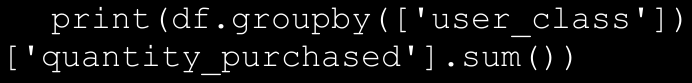 print(df.groupby(['user_class'])
['quantity_purchased'].sum())